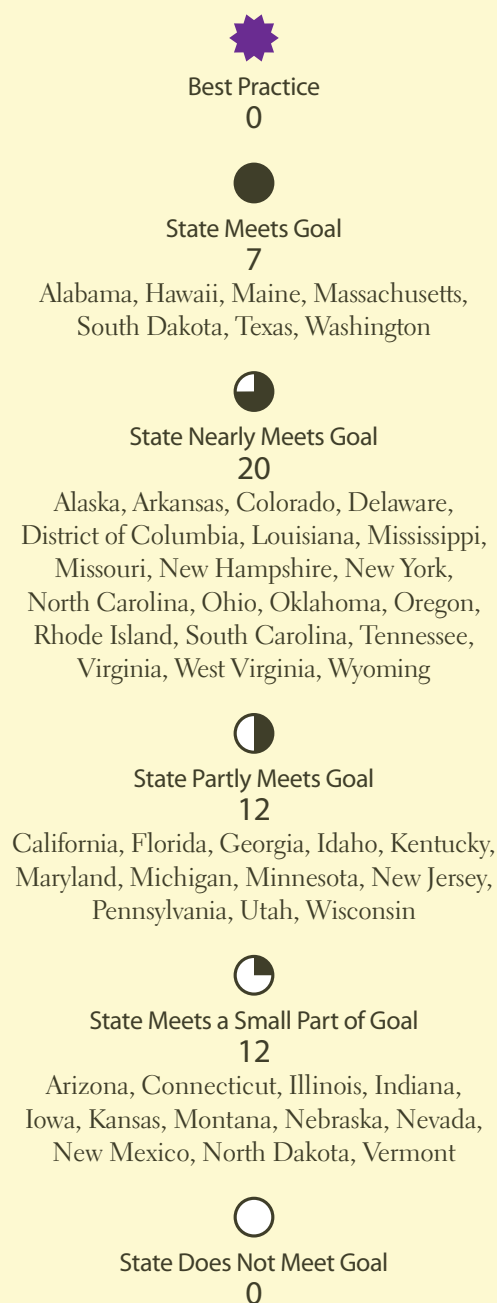 Best Practice
0
State Meets Goal
7
Alabama, Hawaii, Maine, Massachusetts,
South Dakota, Texas, Washington
State Nearly Meets Goal
20
Alaska, Arkansas, Colorado, Delaware,
District of Columbia, Louisiana, Mississippi,
Missouri, New Hampshire, New York,
North Carolina, Ohio, Oklahoma, Oregon,
Rhode Island, South Carolina, Tennessee,
Virginia, West Virginia, Wyoming
State Partly Meets Goal
12
California, Florida, Georgia, Idaho, Kentucky,
Maryland, Michigan, Minnesota, New Jersey,
Pennsylvania, Utah, Wisconsin
State Meets a Small Part of Goal
12
Arizona, Connecticut, Illinois, Indiana,
Iowa, Kansas, Montana, Nebraska, Nevada,
New Mexico, North Dakota, Vermont
State Does Not Meet Goal
0